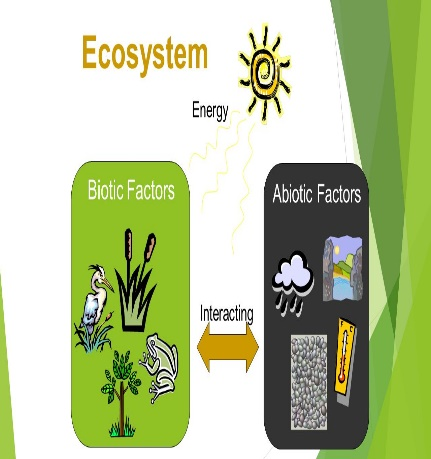 Ecosystem
Energy
Biotic Factors
Abiotic Factors
Interacting